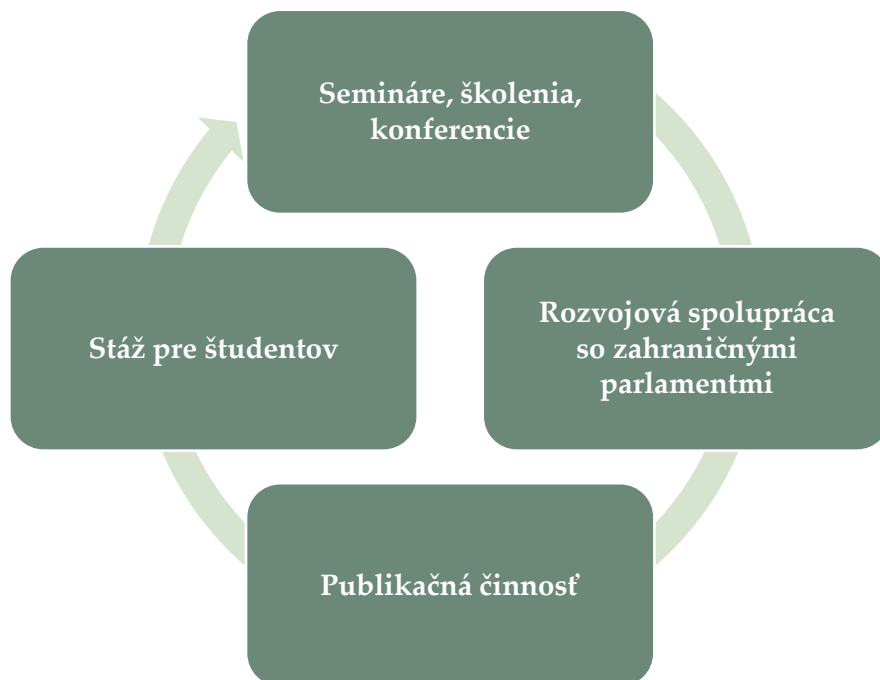 Semináre, školenia,
konferencie
Rozvojová spolupráca
so zahraničnými
parlamentmi
Publikačná činnosť
Stáž pre študentov